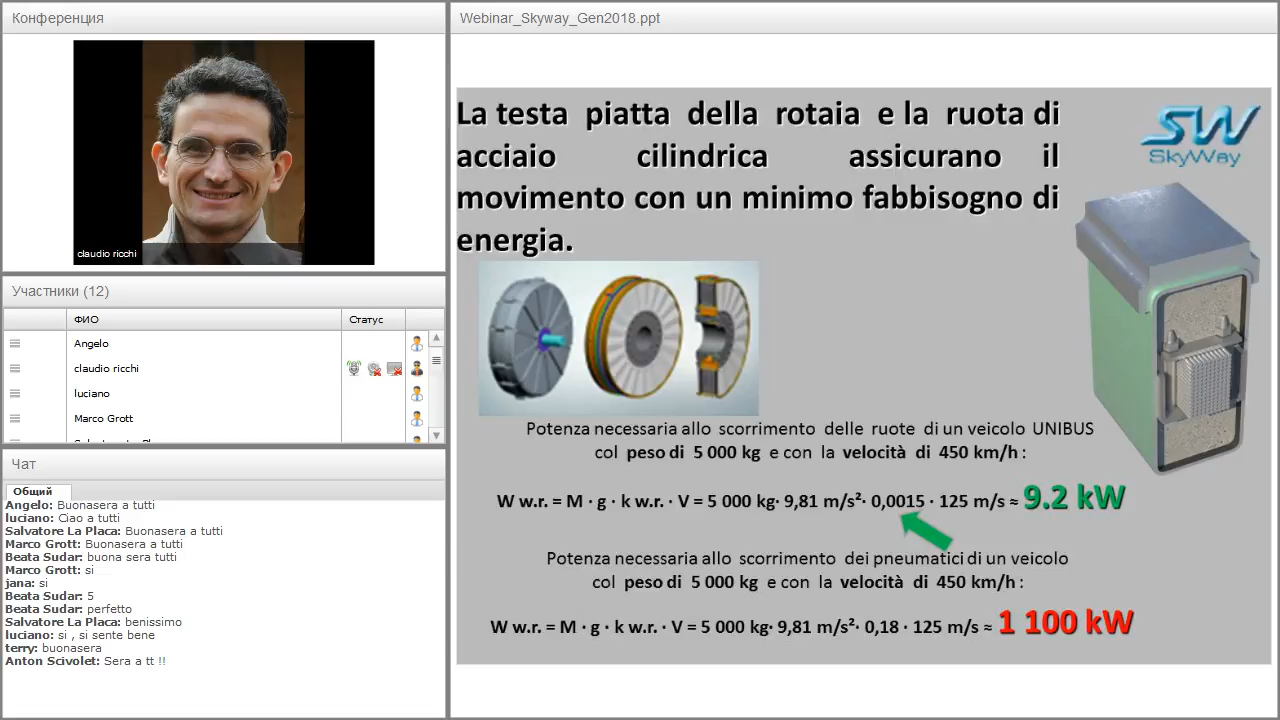 Конференция
claudio ricchi
Участники (12)
ФИО
Статус
Angelo
claudio ricchi
luciano
Marco Grott
Чат
Общий
Angelo: Buonasera a tutti
luciano: Ciao a tutti
Salvatore La Placa: Buonasera a tutti
Marco Grott: Buonasera a tutti
Beata Sudar: buona sera tutti
Marco Grott: si
jana: si
Beata Sudar: 5
Beata Sudar: perfetto
Salvatore La Placa: benissimo
luciano: si , si sente bene
terry: buonasera
Anton Scivolet: Sera a tt !!
Webinar_Skyway_Gen2018.ppt
La testa piatta della rotaia e la ruota di
acciaio cilindrica assicurano il
movimento con un minimo fabbisogno di
energia.
SW
SkyWay
Potenza necessaria allo scorrimento delle ruote di un veicolo UNIBUS
col peso di 5 000 kg e con la velocità di 450 km/h :
W w.r. = M · g · k w.r. · V = 5 000 kg· 9,81 m/s²· 0,0015 · 125 m/s ≈ 9.2 kW
Potenza necessaria allo scorrimento dei pneumatici di un veicolo
col peso di 5 000 kg e con la velocità di 450 km/h :
W w.r. = M · g · k w.r. · V = 5 000 kg· 9,81 m/s²· 0,18 · 125 m/s ≈ 1 100 kW